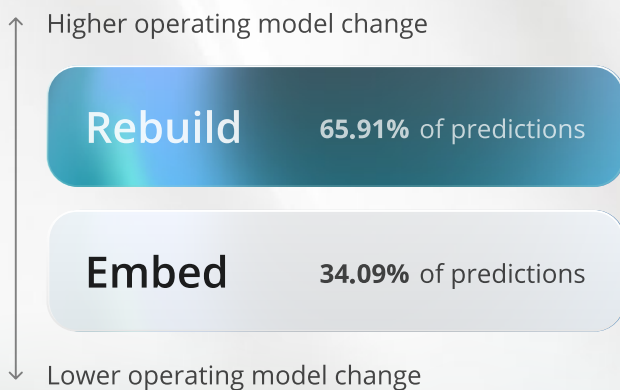 Higher operating model change
Rebuild 65.91% of predictions
Embed 34.09% of predictions
Lower operating model change